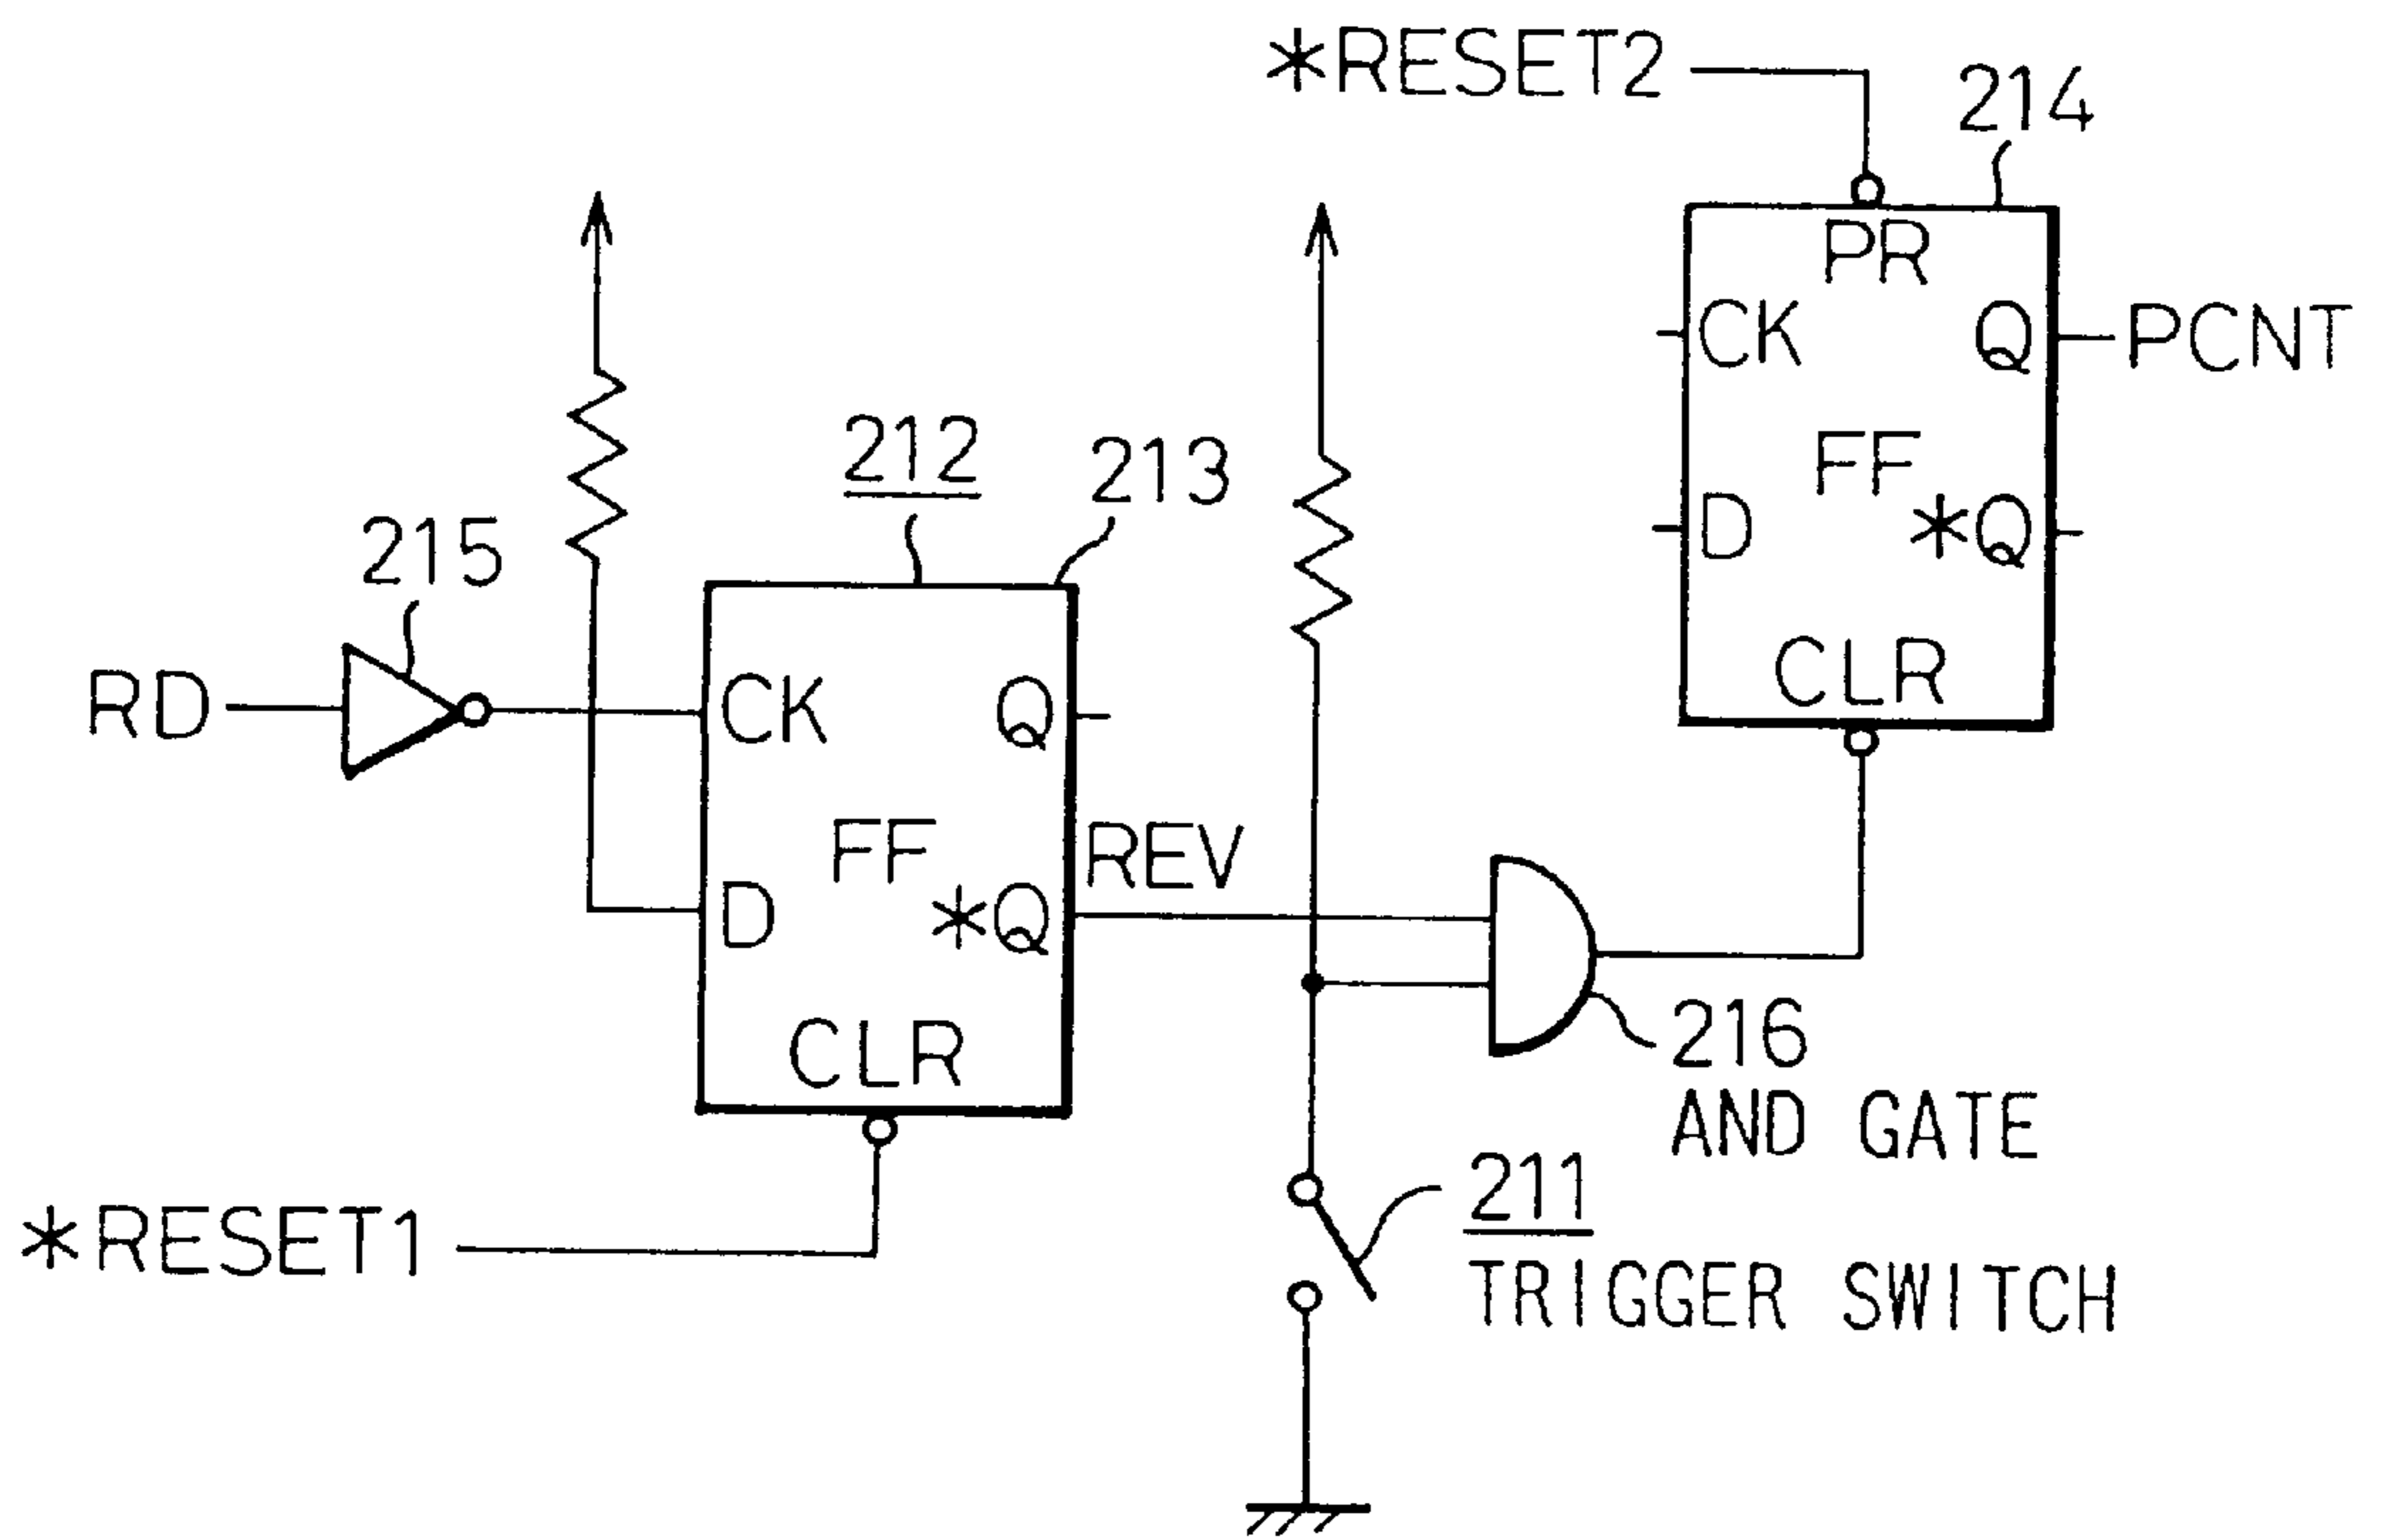 *RESET2
214
PR
CK
Q
PCNT
FF
D
*Q
CLR
212
213
215
RD
CK
Q
FF
REV
D
*Q
CLR
216
AND GATE
*RESET1
211
TRIGGER SWITCH